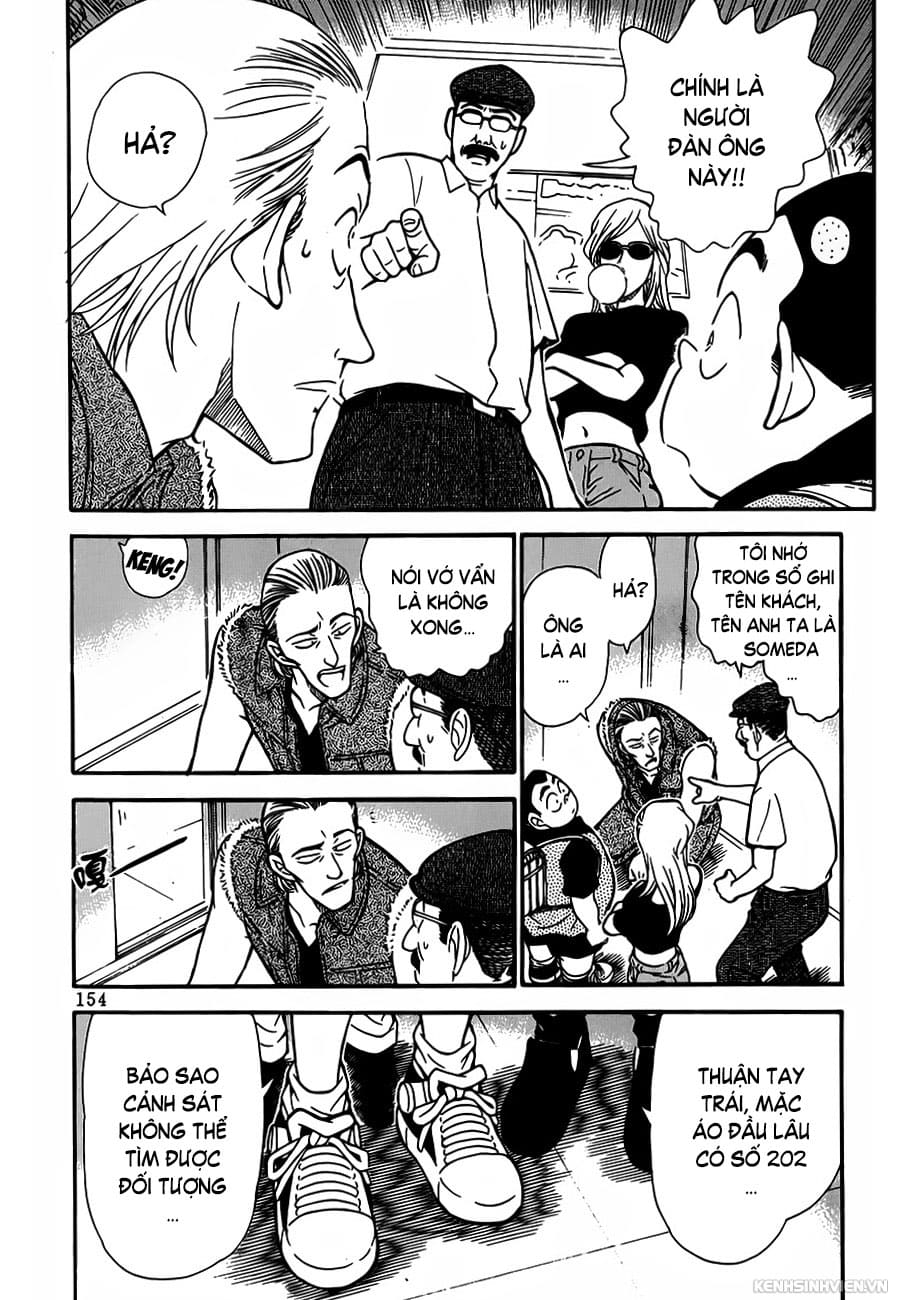 CHÍNH LÀ
NGƯỜI
ĐÀN ÔNG
NÀY!!
HẢ?
TÔI NHỚ
TRONG SỔ GHI
TÊN KHÁCH,
TÊN ANH TA LÀ
SOMEDA
...
HẢ?
ÔNG
LÀ AI
...
NÓI VỚ VẨN
LÀ KHÔNG
XONG...
KENG!
嘎
154
THUẬN TAY
TRÁI, MẶC
ÁO ĐẦU LÂU
CÓ SỐ 202
...
BẢO SAO
CẢNH SÁT
KHÔNG THỂ
TÌM ĐƯỢC
ĐỐI TƯỢNG
...
KENHSINHVIEN.VN